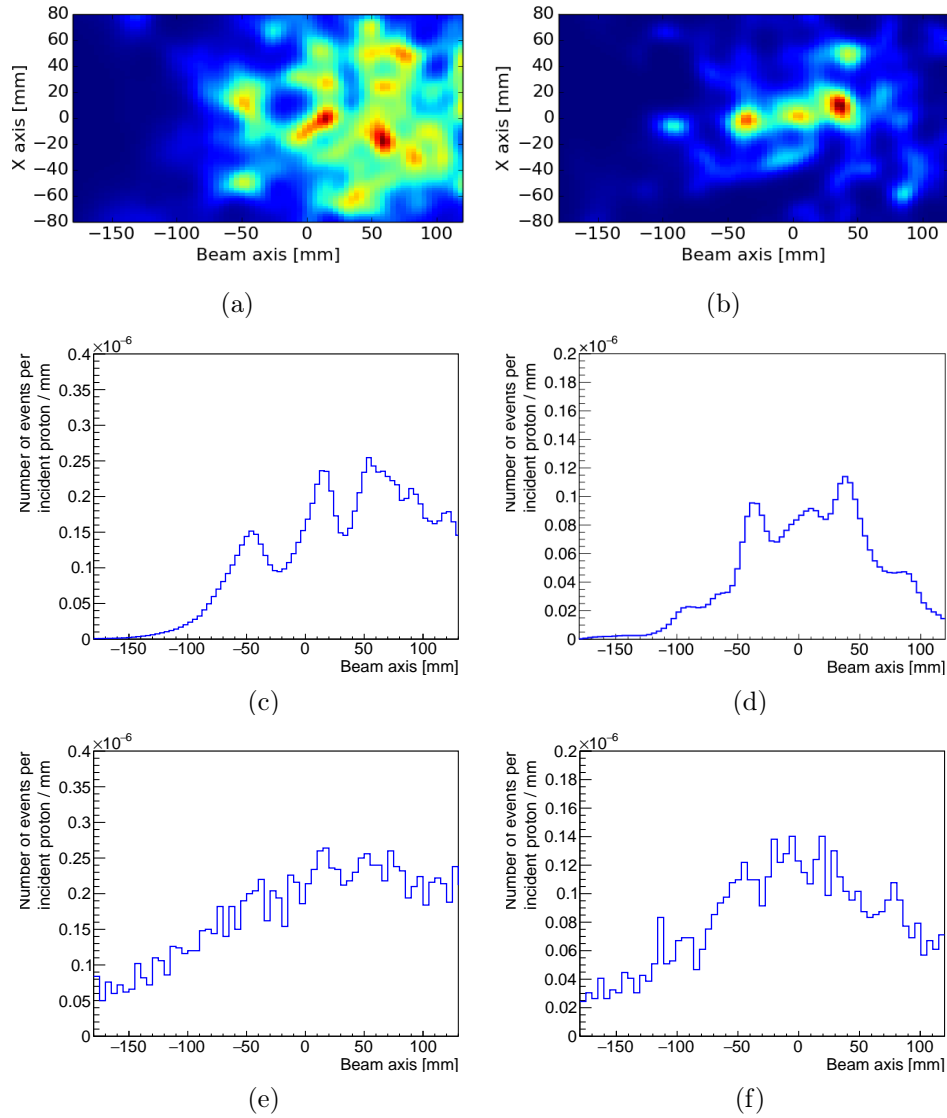 80
60
40
20
0
−20
−40
−60
−80
X axis [mm]
−150 −100 −50 0 50 100
Beam axis [mm]
(a)
80
60
40
20
0
−20
−40
−60
−80
X axis [mm]
−150 −100 −50 0 50 100
Beam axis [mm]
(b)
×10⁻⁶
0.4
0.35
0.3
0.25
0.2
0.15
0.1
0.05
0
Number of events per
incident proton / mm
−150 −100 −50 0 50 100
Beam axis [mm]
(c)
×10⁻⁶
0.2
0.18
0.16
0.14
0.12
0.1
0.08
0.06
0.04
0.02
0
Number of events per
incident proton / mm
−150 −100 −50 0 50 100
Beam axis [mm]
(d)
×10⁻⁶
0.4
0.35
0.3
0.25
0.2
0.15
0.1
0.05
0
Number of events per
incident proton / mm
−150 −100 −50 0 50 100
Beam axis [mm]
(e)
×10⁻⁶
0.2
0.18
0.16
0.14
0.12
0.1
0.08
0.06
0.04
0.02
0
Number of events per
incident proton / mm
−150 −100 −50 0 50 100
Beam axis [mm]
(f)